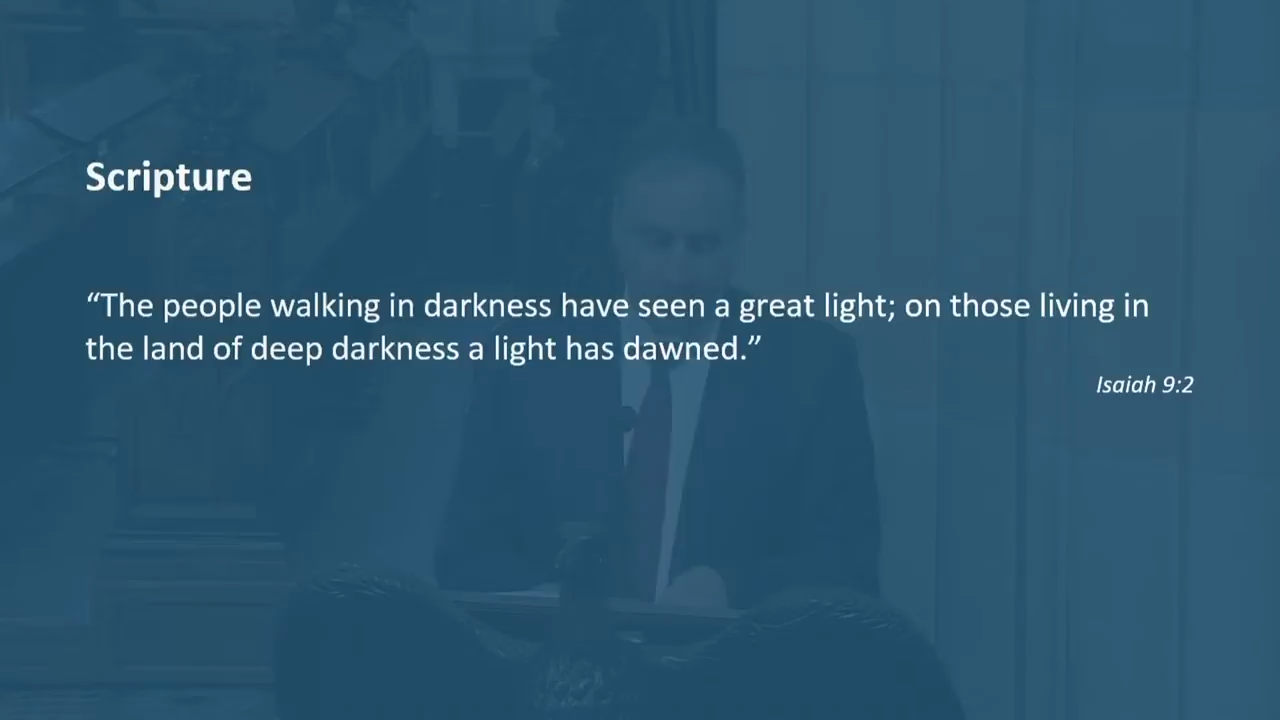 Scripture
“The people walking in darkness have seen a great light; on those living in
the land of deep darkness a light has dawned.”
Isaiah 9:2